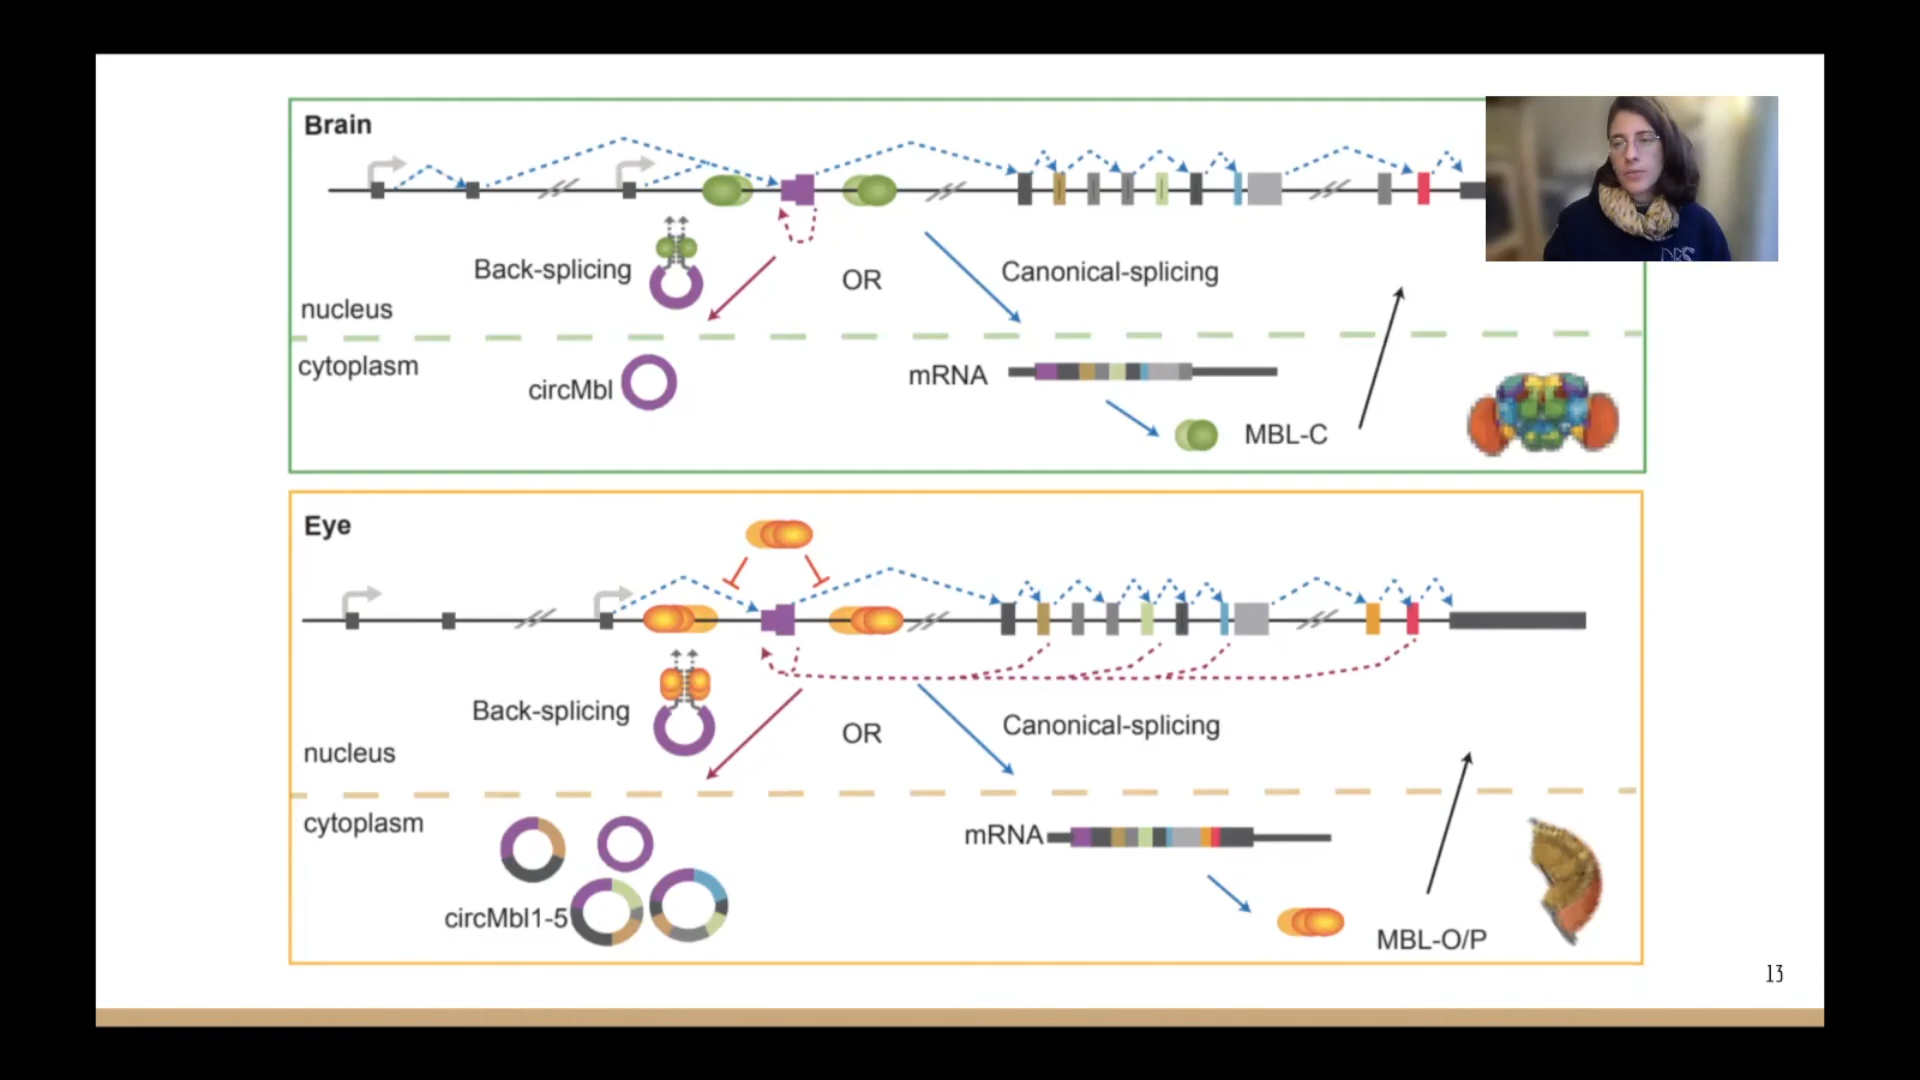 Brain
Back-splicing
OR
Canonical-splicing
nucleus
cytoplasm
circMbl
mRNA
MBL-C
Eye
Back-splicing
OR
Canonical-splicing
nucleus
cytoplasm
mRNA
circMbl1-5
MBL-O/P
13